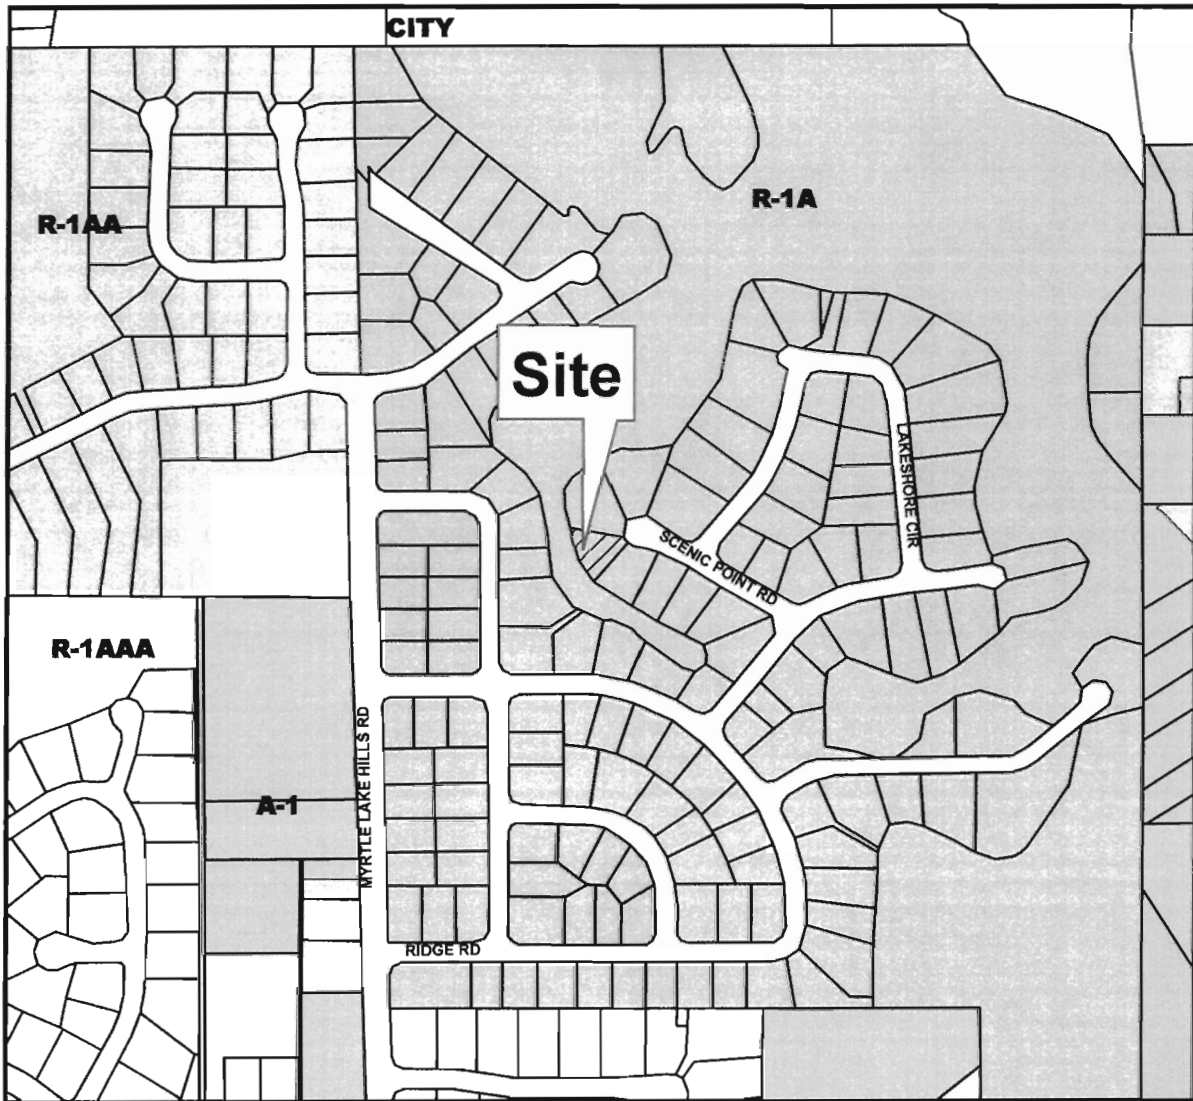 CITY
R-1A
R-1AA
Site
LAKESHORE CIR
SCENIC POINT RD
R-1AAA
MYRTLE LAKE HILLS RD
A-1
RIDGE RD